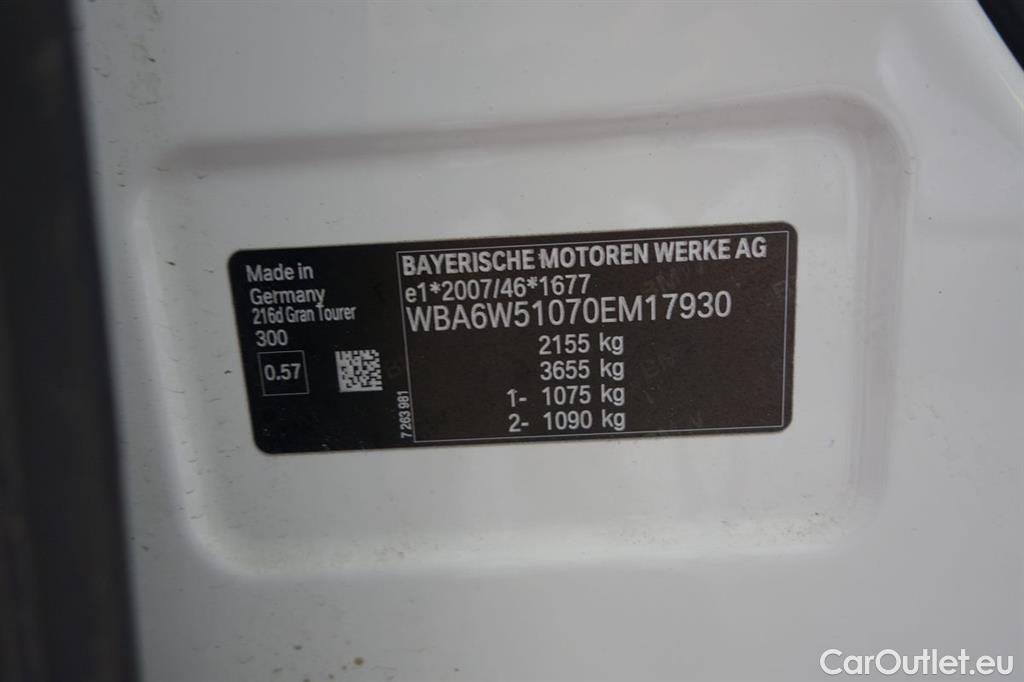 Made in
Germany
216d Gran Tourer
300
0.57
7 263 981
BAYERISCHE MOTOREN WERKE AG
e1*2007/46*1677
WBA6W51070EM17930
2155 kg
3655 kg
1- 1075 kg
2- 1090 kg
CarOutlet.eu